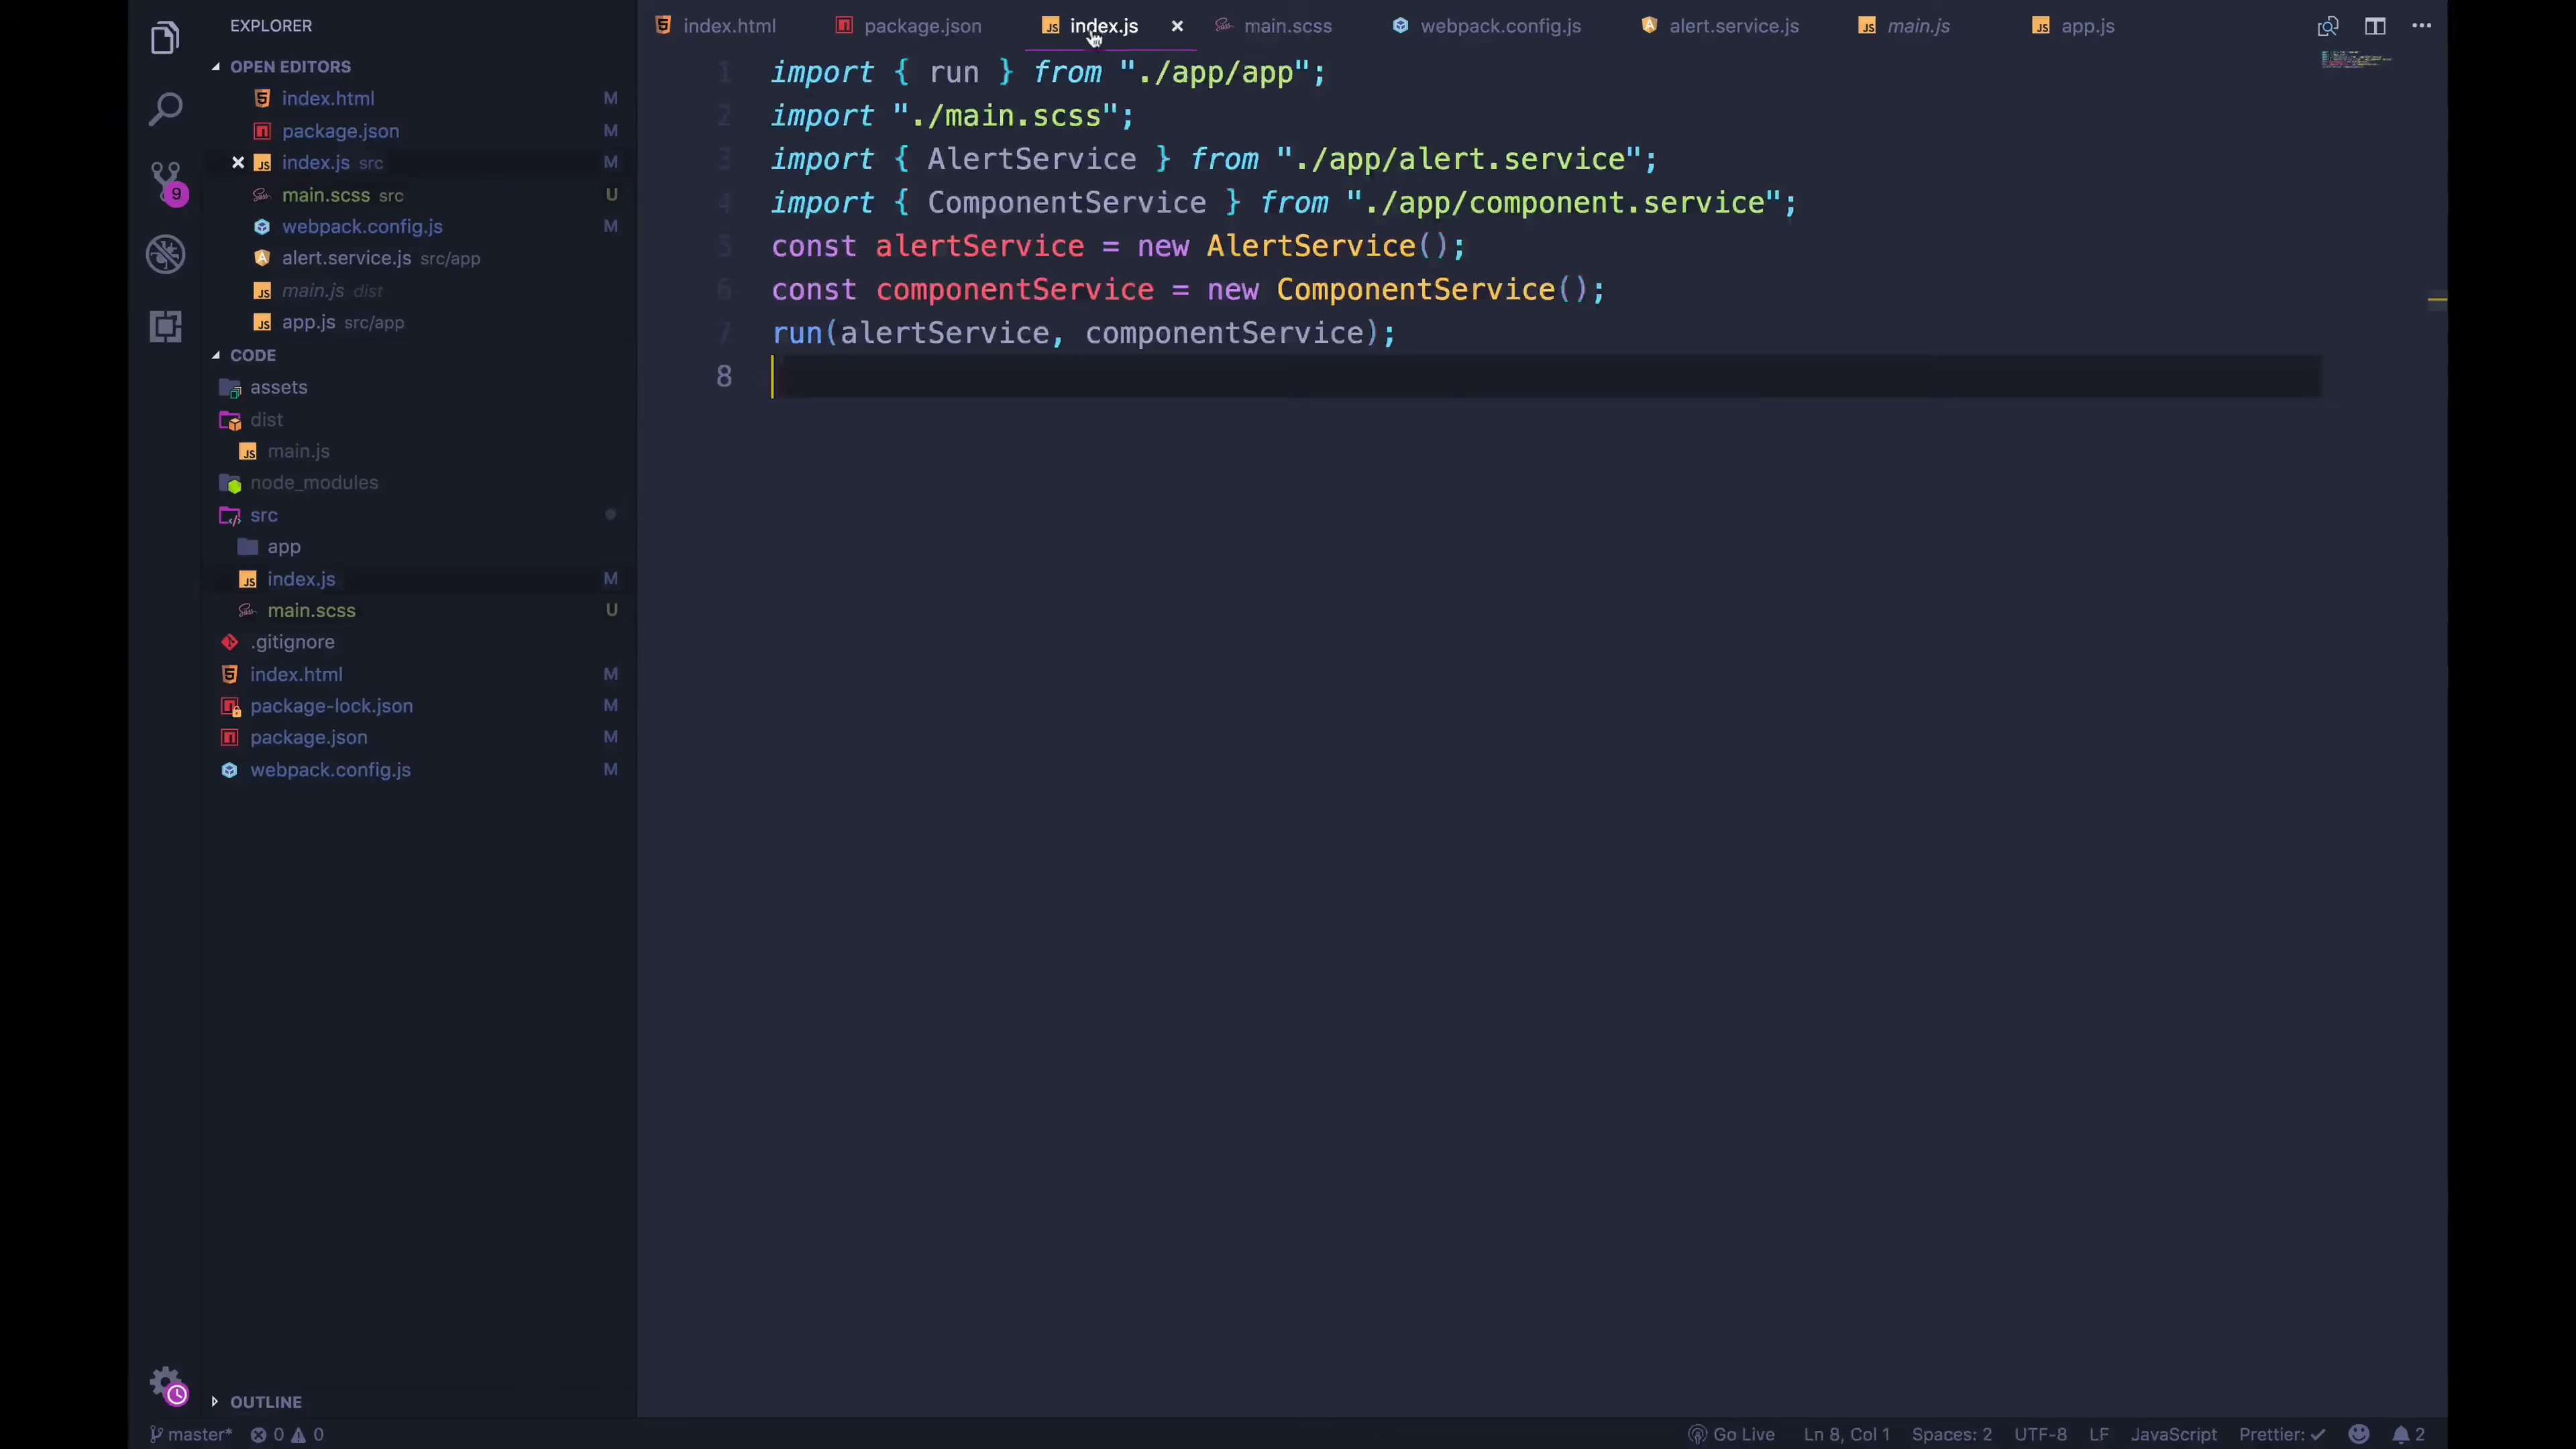 EXPLORER
OPEN EDITORS
index.html M
package.json M
index.js src M
main.scss src U
webpack.config.js M
alert.service.js src/app
main.js dist
app.js src/app
CODE
assets
dist
main.js
node_modules
src
app
index.js M
main.scss U
.gitignore
index.html M
package-lock.json M
package.json M
webpack.config.js M
OUTLINE
9
index.html package.json index.js main.scss webpack.config.js alert.service.js main.js app.js
1 import { run } from "./app/app";
2 import "./main.scss";
3 import { AlertService } from "./app/alert.service";
4 import { ComponentService } from "./app/component.service";
5 const alertService = new AlertService();
6 const componentService = new ComponentService();
7 run(alertService, componentService);
8
master* 0 0 Go Live Ln 8, Col 1 Spaces: 2 UTF-8 LF JavaScript Prettier: ✓ 2